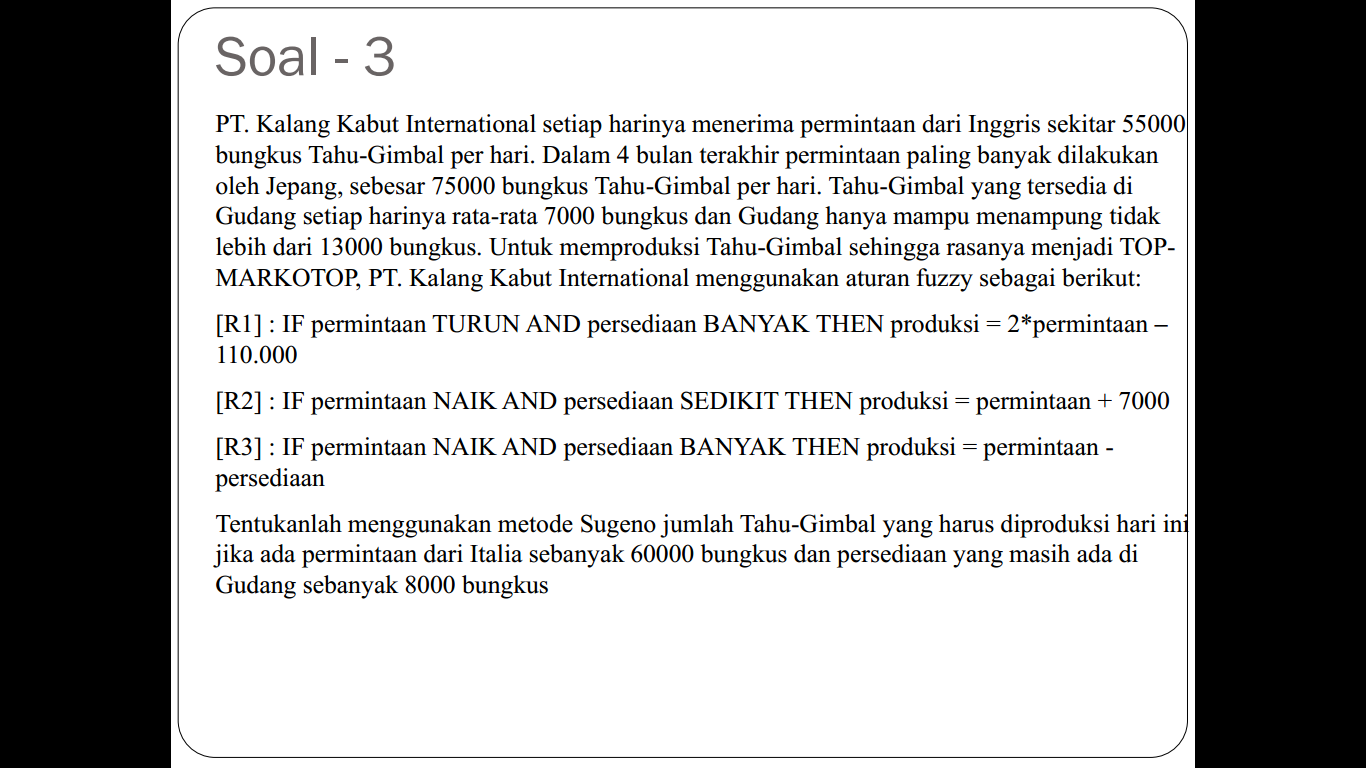 Soal - 3
PT. Kalang Kabut International setiap harinya menerima permintaan dari Inggris sekitar 55000
bungkus Tahu-Gimbal per hari. Dalam 4 bulan terakhir permintaan paling banyak dilakukan
oleh Jepang, sebesar 75000 bungkus Tahu-Gimbal per hari. Tahu-Gimbal yang tersedia di
Gudang setiap harinya rata-rata 7000 bungkus dan Gudang hanya mampu menampung tidak
lebih dari 13000 bungkus. Untuk memproduksi Tahu-Gimbal sehingga rasanya menjadi TOP-
MARKOTOP, PT. Kalang Kabut International menggunakan aturan fuzzy sebagai berikut:
[R1] : IF permintaan TURUN AND persediaan BANYAK THEN produksi = 2*permintaan –
110.000
[R2] : IF permintaan NAIK AND persediaan SEDIKIT THEN produksi = permintaan + 7000
[R3] : IF permintaan NAIK AND persediaan BANYAK THEN produksi = permintaan -
persediaan
Tentukanlah menggunakan metode Sugeno jumlah Tahu-Gimbal yang harus diproduksi hari ini
jika ada permintaan dari Italia sebanyak 60000 bungkus dan persediaan yang masih ada di
Gudang sebanyak 8000 bungkus